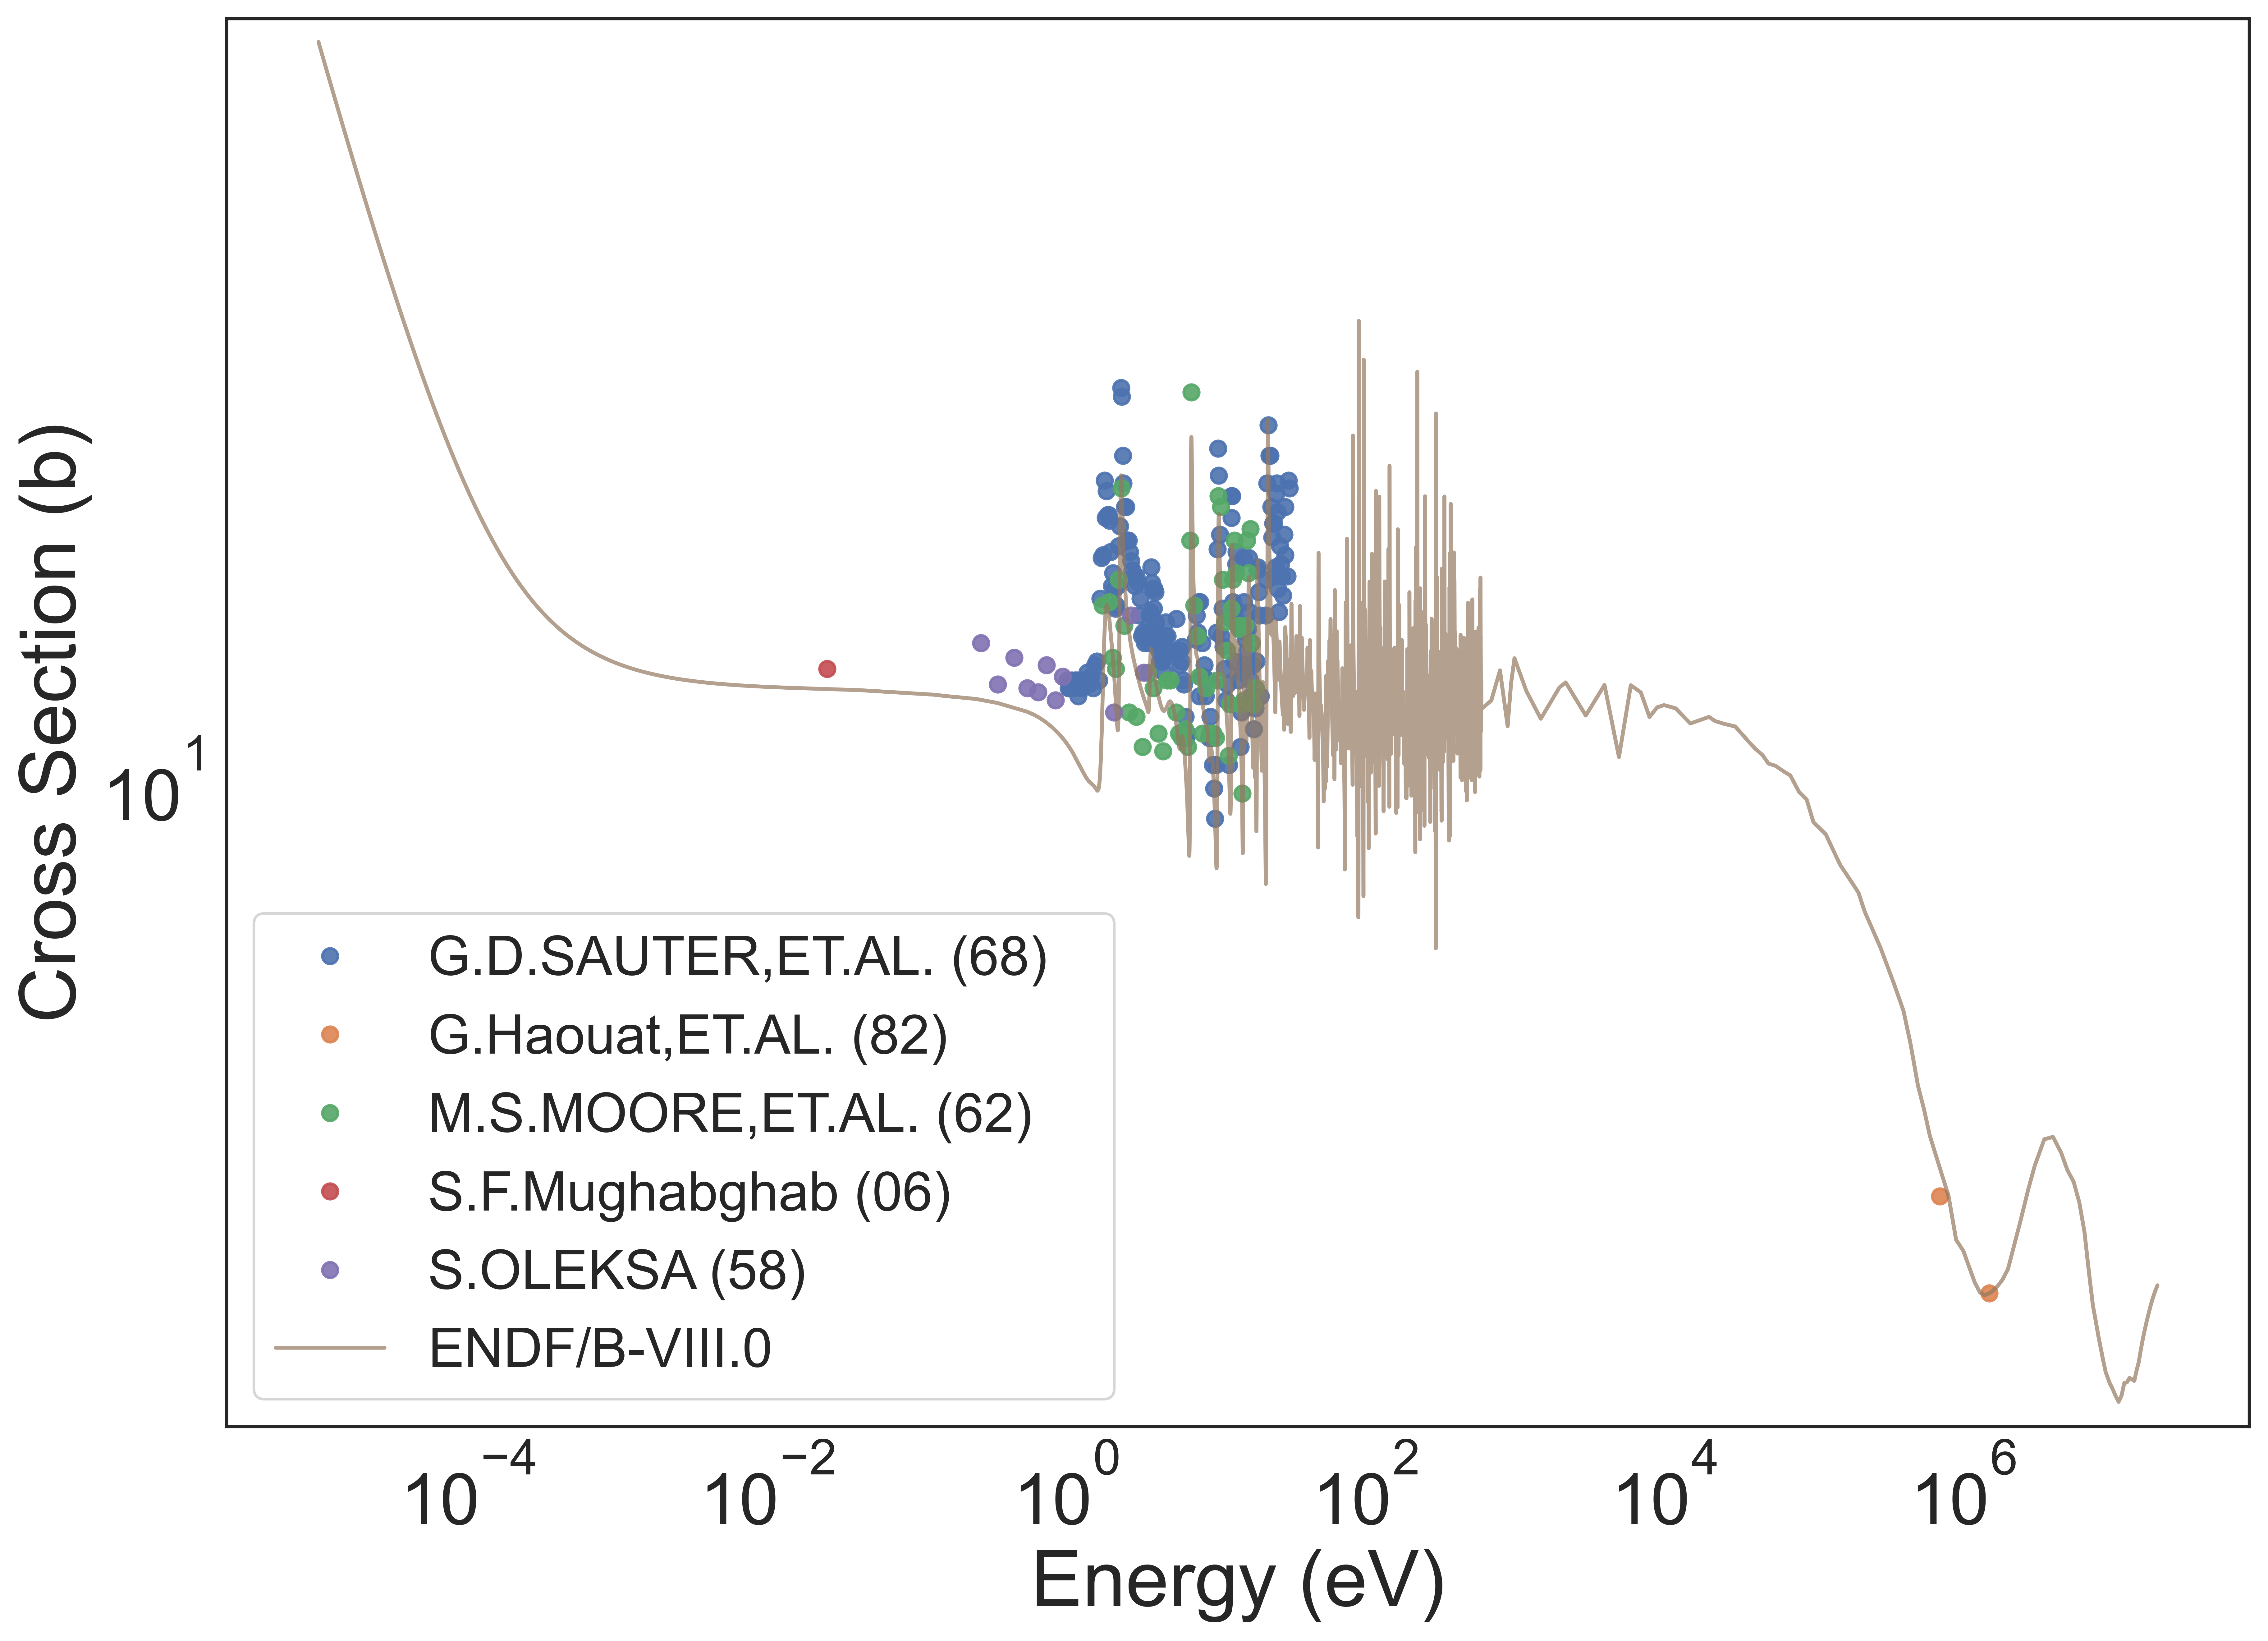 Cross Section (b)
10^1
G.D.SAUTER,ET.AL. (68)
G.Haouat,ET.AL. (82)
M.S.MOORE,ET.AL. (62)
S.F.Mughabghab (06)
S.OLEKSA (58)
ENDF/B-VIII.0
10^−4 10^−2 10^0 10^2 10^4 10^6
Energy (eV)